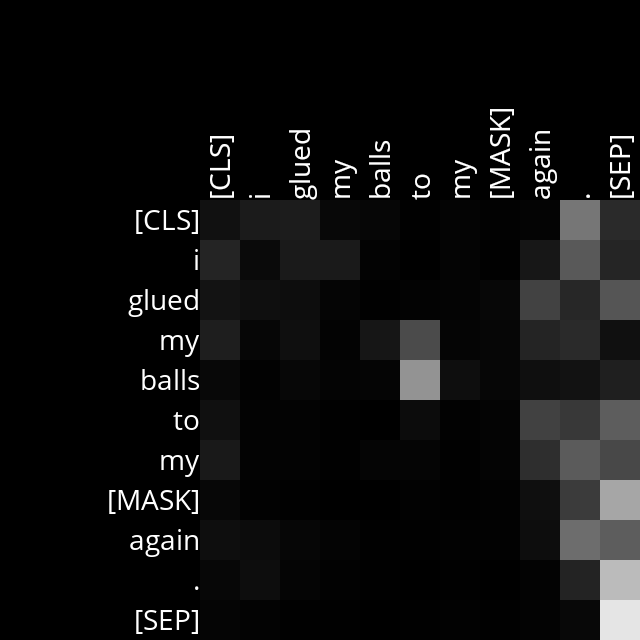 [CLS] i glued my balls to my [MASK] again . [SEP]
[CLS]
i
glued
my
balls
to
my
[MASK]
again
.
[SEP]